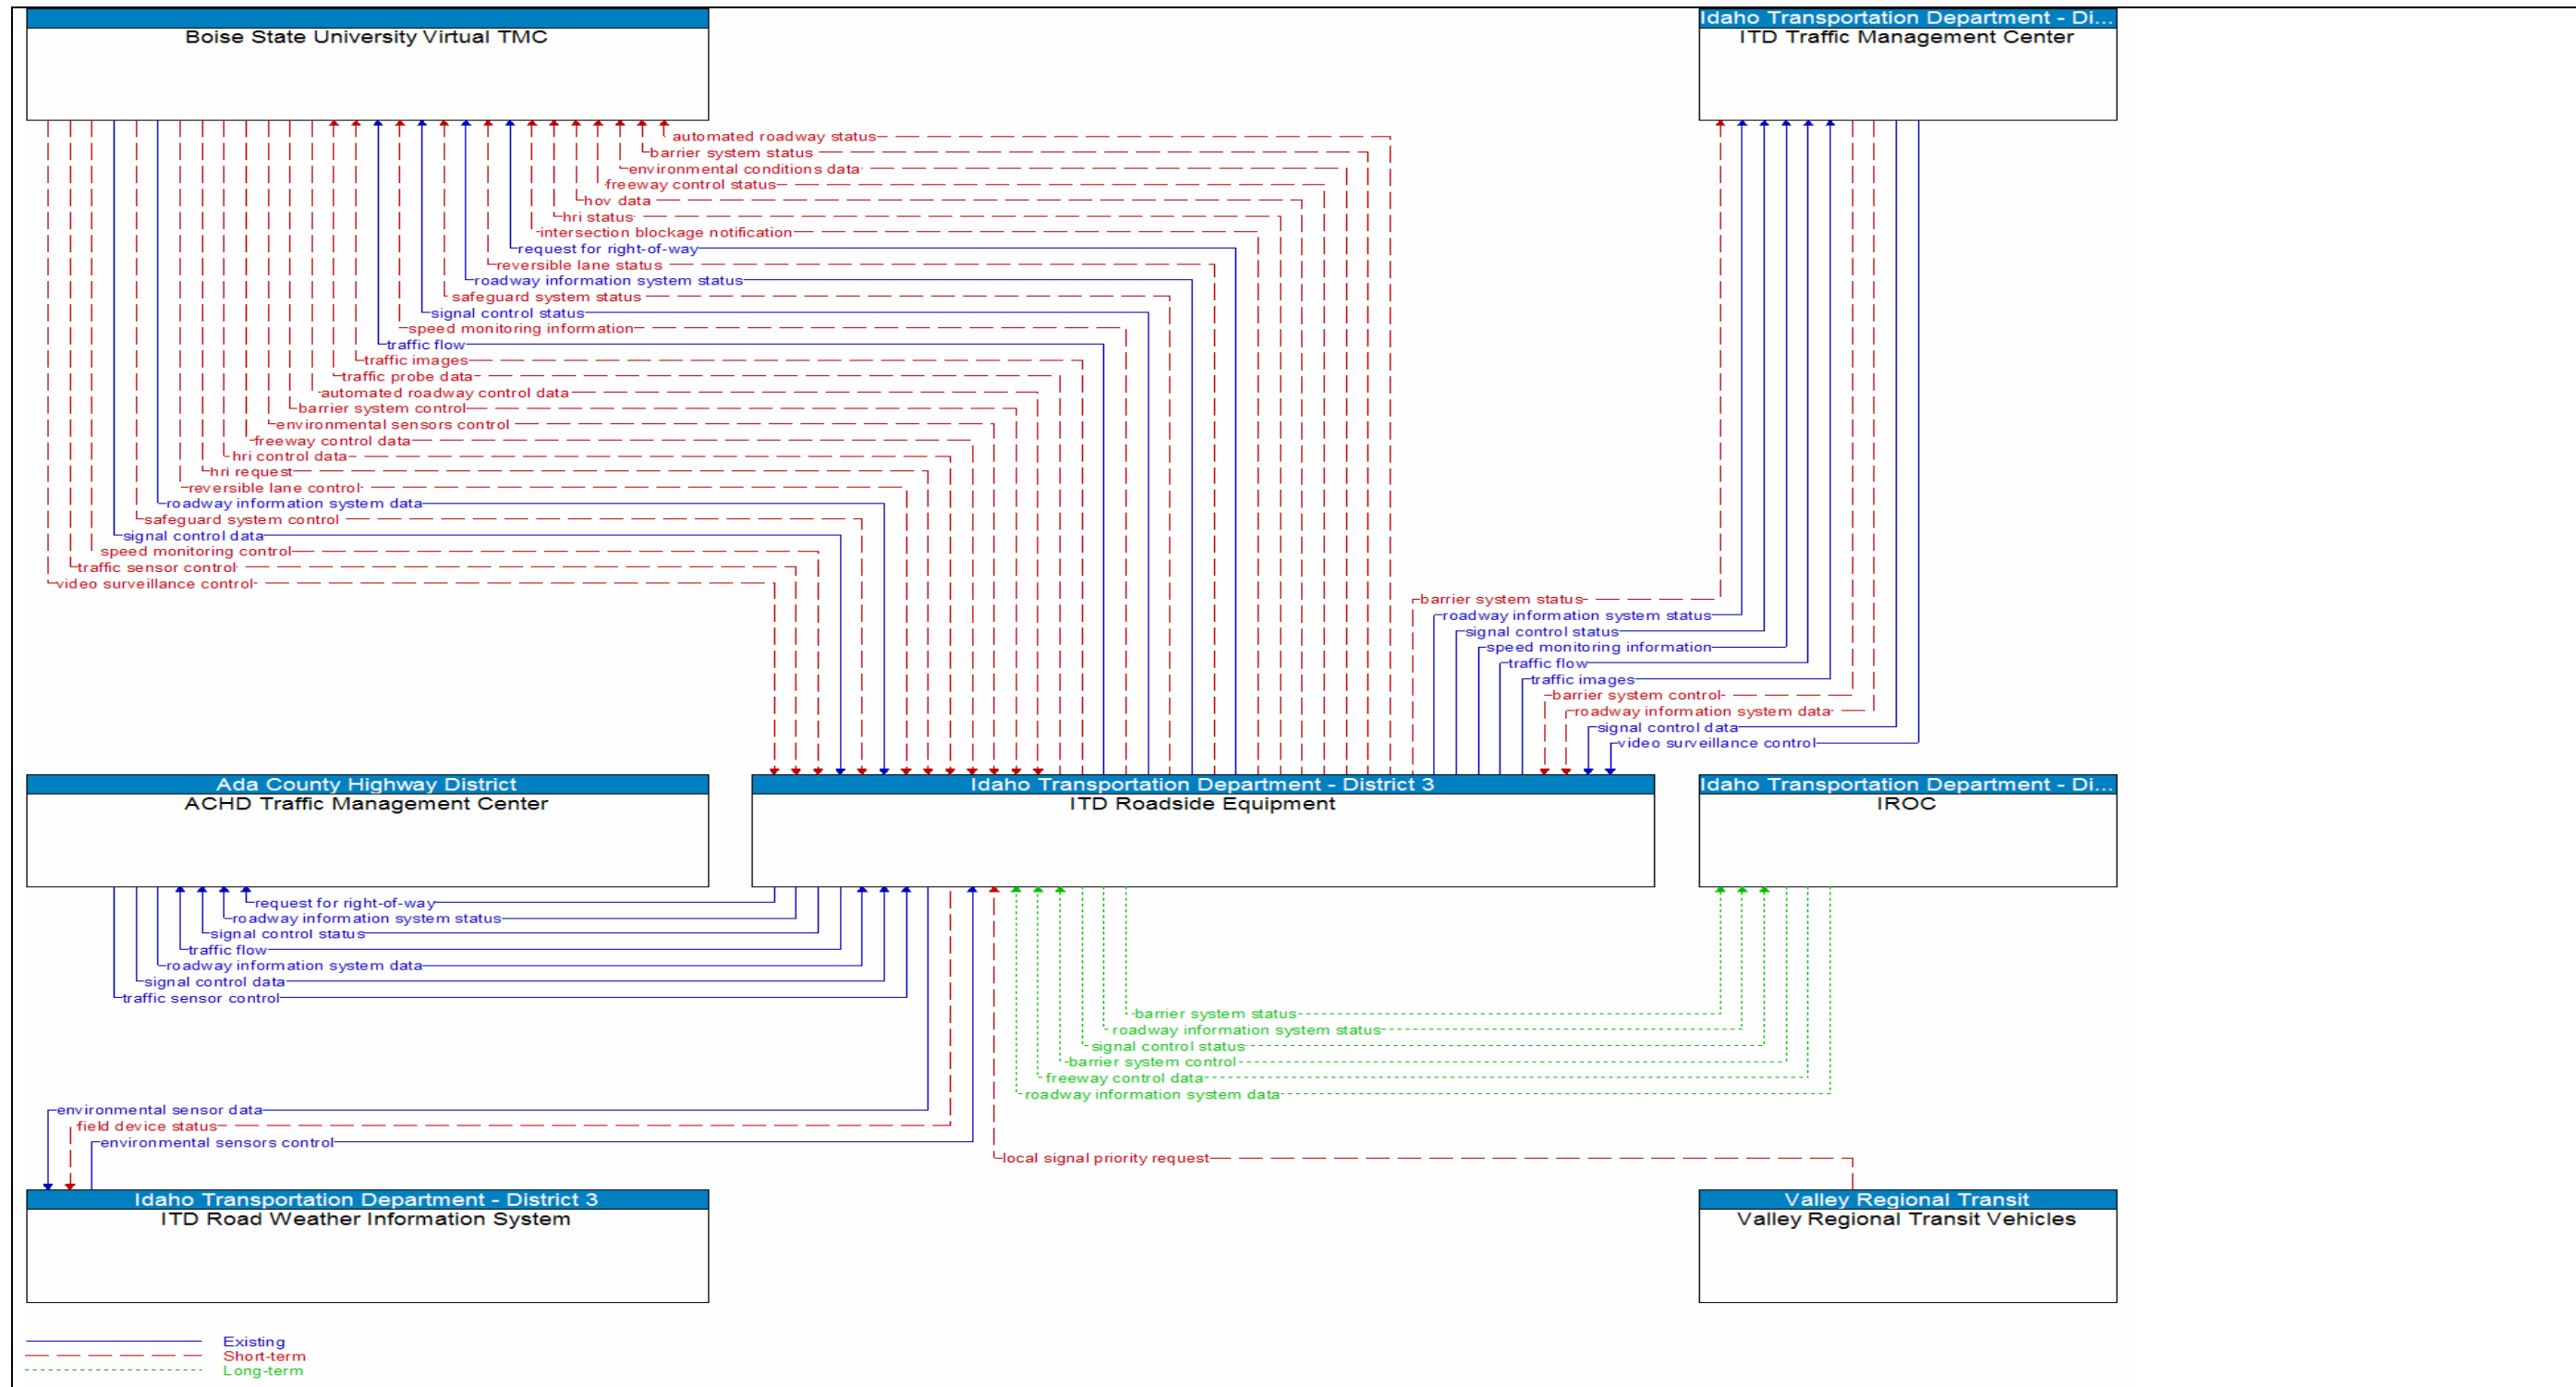 Boise State University Virtual TMC
Idaho Transportation Department - Di...
ITD Traffic Management Center
automated roadway status
barrier system status
environmental conditions data
freeway control status
hov data
hri status
intersection blockage notification
request for right-of-way
reversible lane status
roadway information system status
safeguard system status
signal control status
speed monitoring information
traffic flow
traffic images
traffic probe data
automated roadway control data
barrier system control
environmental sensors control
freeway control data
hri control data
hri request
reversible lane control
roadway information system data
safeguard system control
signal control data
speed monitoring control
traffic sensor control
video surveillance control
barrier system status
roadway information system status
signal control status
speed monitoring information
traffic flow
traffic images
barrier system control
roadway information system data
signal control data
video surveillance control
Ada County Highway District
ACHD Traffic Management Center
Idaho Transportation Department - District 3
ITD Roadside Equipment
Idaho Transportation Department - Di...
IROC
request for right-of-way
roadway information system status
signal control status
traffic flow
roadway information system data
signal control data
traffic sensor control
barrier system status
roadway information system status
signal control status
barrier system control
freeway control data
roadway information system data
environmental sensor data
field device status
environmental sensors control
local signal priority request
Idaho Transportation Department - District 3
ITD Road Weather Information System
Valley Regional Transit
Valley Regional Transit Vehicles
Existing
Short-term
Long-term